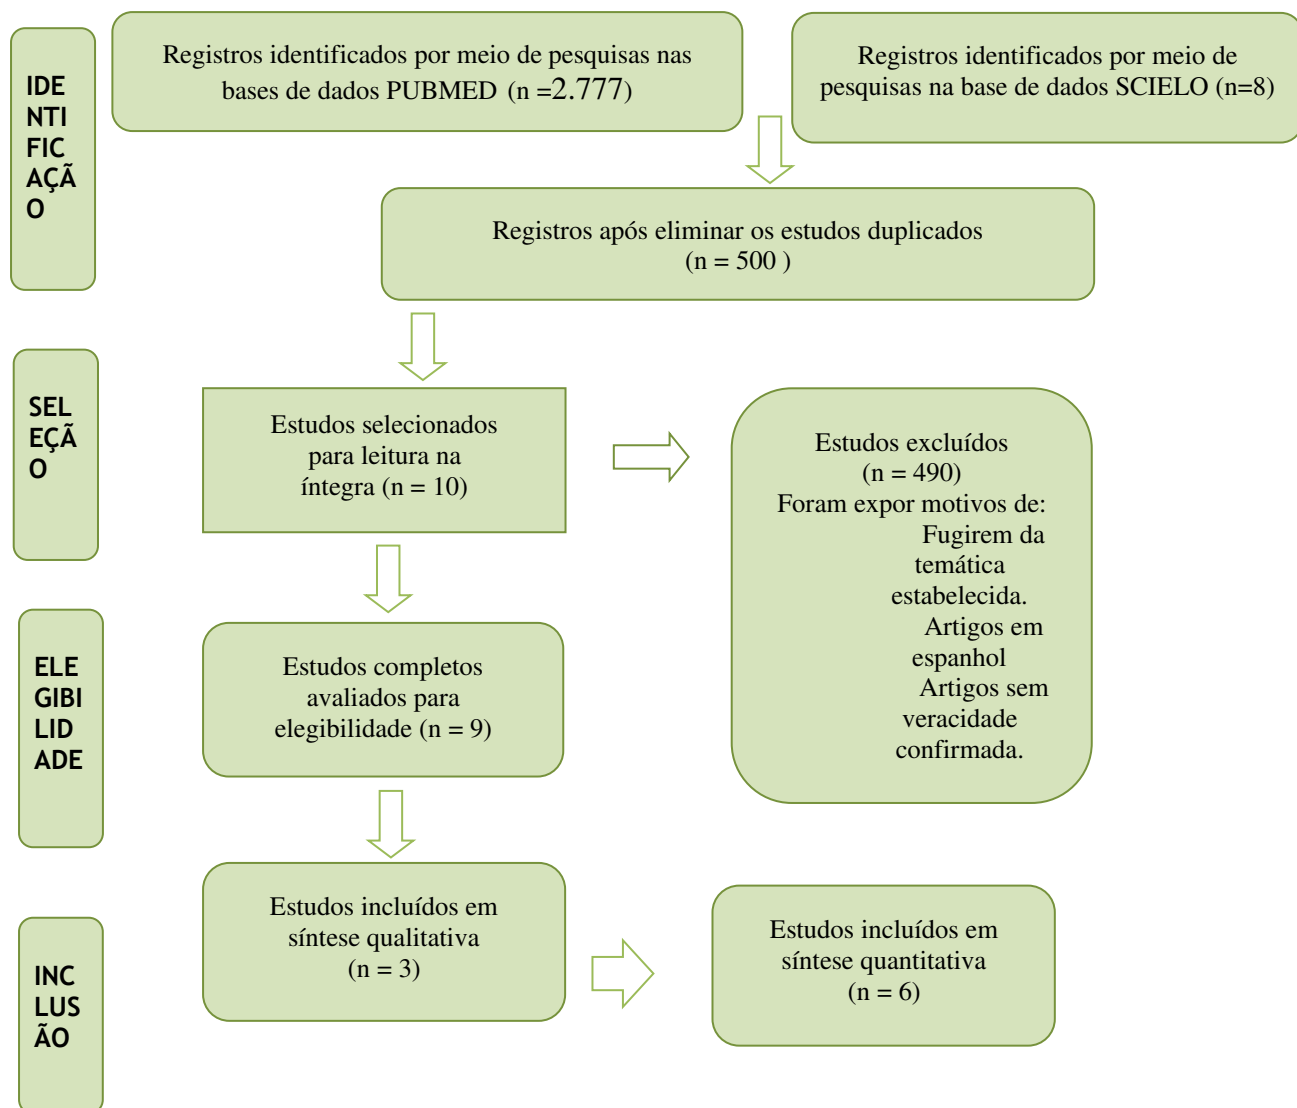 IDE
NTI
FIC
AÇÃ
O
Registros identificados por meio de pesquisas nas
bases de dados PUBMED (n =2.777)
Registros identificados por meio de
pesquisas na base de dados SCIELO (n=8)
Registros após eliminar os estudos duplicados
(n = 500 )
SEL
EÇÃ
O
Estudos selecionados
para leitura na
íntegra (n = 10)
Estudos excluídos
(n = 490)
Foram expor motivos de:
Fugirem da
temática
estabelecida.
Artigos em
espanhol
Artigos sem
veracidade
confirmada.
ELE
GIBI
LID
ADE
Estudos completos
avaliados para
elegibilidade (n = 9)
INC
LUS
ÃO
Estudos incluídos em
síntese qualitativa
(n = 3)
Estudos incluídos em
síntese quantitativa
(n = 6)